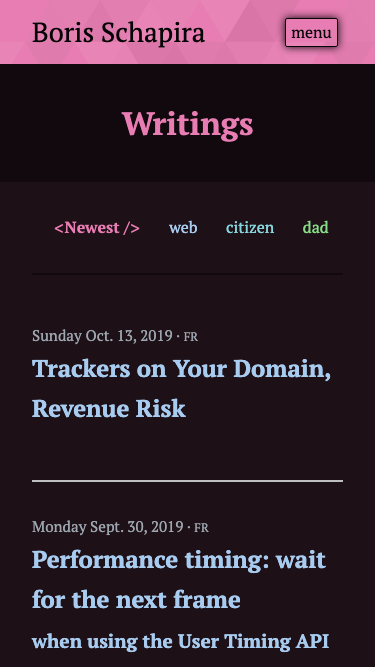 Boris Schapira
menu
Writings
<Newest /> web citizen dad
Sunday Oct. 13, 2019 · FR
Trackers on Your Domain,
Revenue Risk
Monday Sept. 30, 2019 · FR
Performance timing: wait
for the next frame
when using the User Timing API